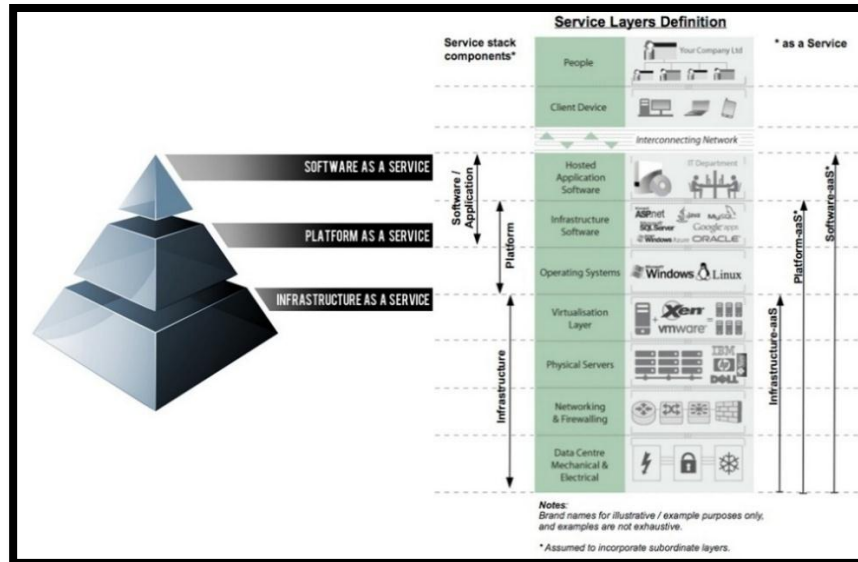 SOFTWARE AS A SERVICE
PLATFORM AS A SERVICE
INFRASTRUCTURE AS A SERVICE
Service Layers Definition
Service stack
components*
* as a Service
People
Your Company Ltd
Client Device
Interconnecting Network
Hosted
Application
Software
IT Department
Infrastructure
Software
ASP.net
Java
MySQL
SQL Server
Google apps
Windows Azure
ORACLE
Operating Systems
Windows
Linux
Virtualisation
Layer
Xen
vmware
Physical Servers
IBM
hp
DELL
Networking
& Firewalling
Data Centre
Mechanical &
Electrical
Software /
Application
Platform
Infrastructure
Infrastructure-aaS
Platform-aaS*
Software-aaS*
Notes:
Brand names for illustrative / example purposes only,
and examples are not exhaustive.
* Assumed to incorporate subordinate layers.